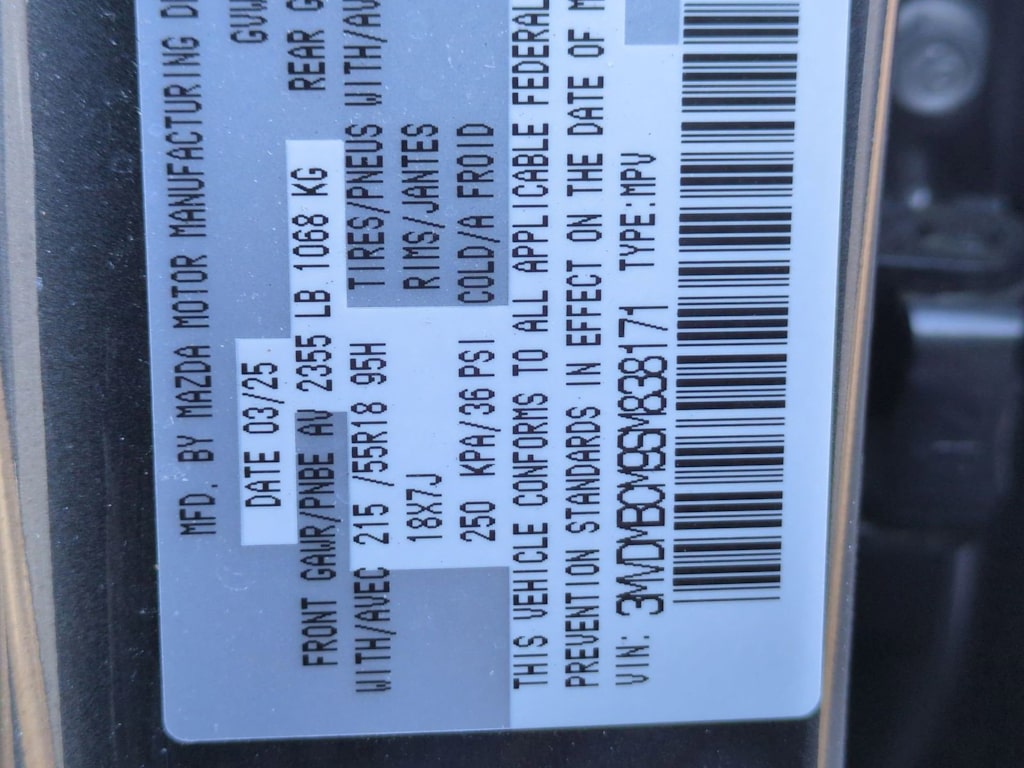 MFD. BY MAZDA MOTOR MANUFACTURING
DATE 03/25 GVW
FRONT GAWR/PNBE AV 2355 LB 1068 KG REAR G
WITH/AVEC 215 /55R18 95H TIRES/PNEUS WITH/AV
18X7J RIMS/JANTES
250 KPA/36 PSI COLD/A FROID
THIS VEHICLE CONFORMS TO ALL APPLICABLE FEDERAL
PREVENTION STANDARDS IN EFFECT ON THE DATE OF M
VIN: 3MVDMBCM9SM838171 TYPE:MPV